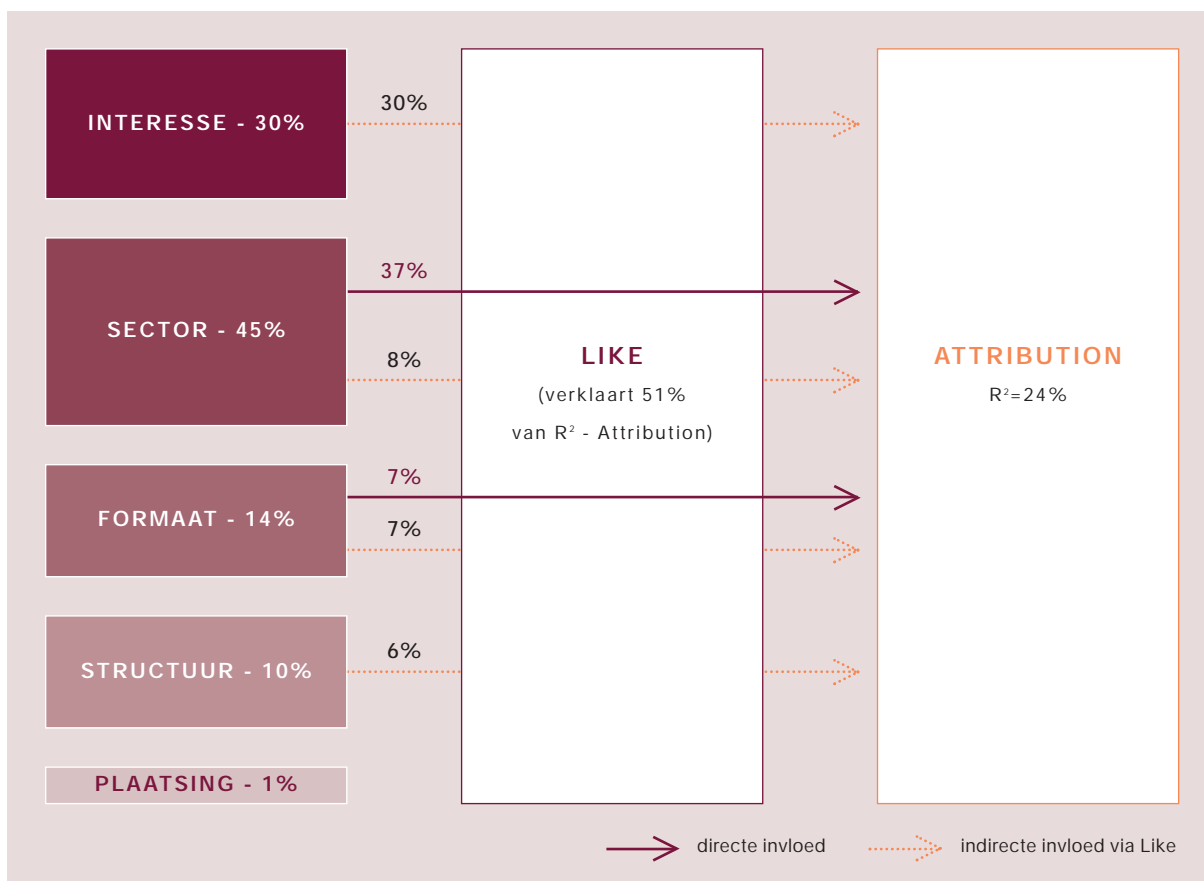 INTERESSE - 30%
30%
SECTOR - 45%
37%
8%
FORMAAT - 14%
7%
7%
STRUCTUUR - 10%
6%
PLAATSING - 1%
LIKE
(verklaart 51%
van R² - Attribution)
ATTRIBUTION
R²=24%
directe invloed
indirecte invloed via Like